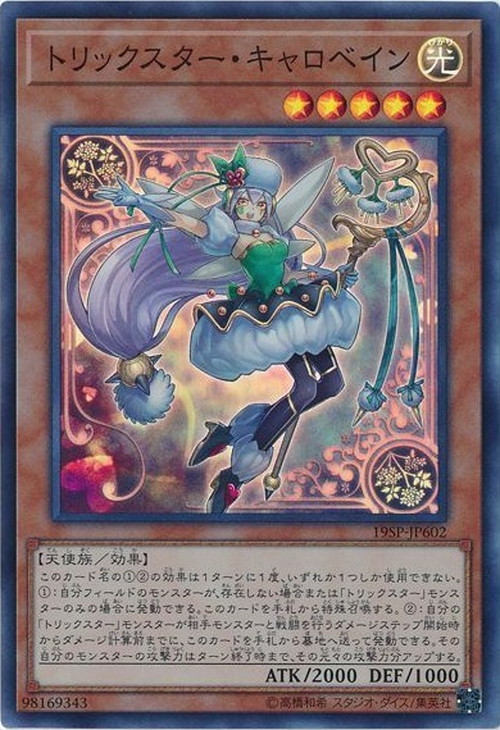 トリックスター・キャロベイン
光
19SP-JP602
【天使族／効果】
このカード名の①②の効果は１ターンに１度、いずれか１つしか使用できない。
①：自分フィールドのモンスターが、存在しない場合または「トリックスター」モンスター
のみの場合に発動できる。このカードを手札から特殊召喚する。②：自分の
「トリックスター」モンスターが相手モンスターと戦闘を行うダメージステップ開始時
からダメージ計算前までに、このカードを手札から墓地へ送って発動できる。その
自分のモンスターの攻撃力はターン終了時まで、その元々の攻撃力分アップする。
ATK/2000 DEF/1000
98169343
©高橋和希 スタジオ・ダイス/集英社